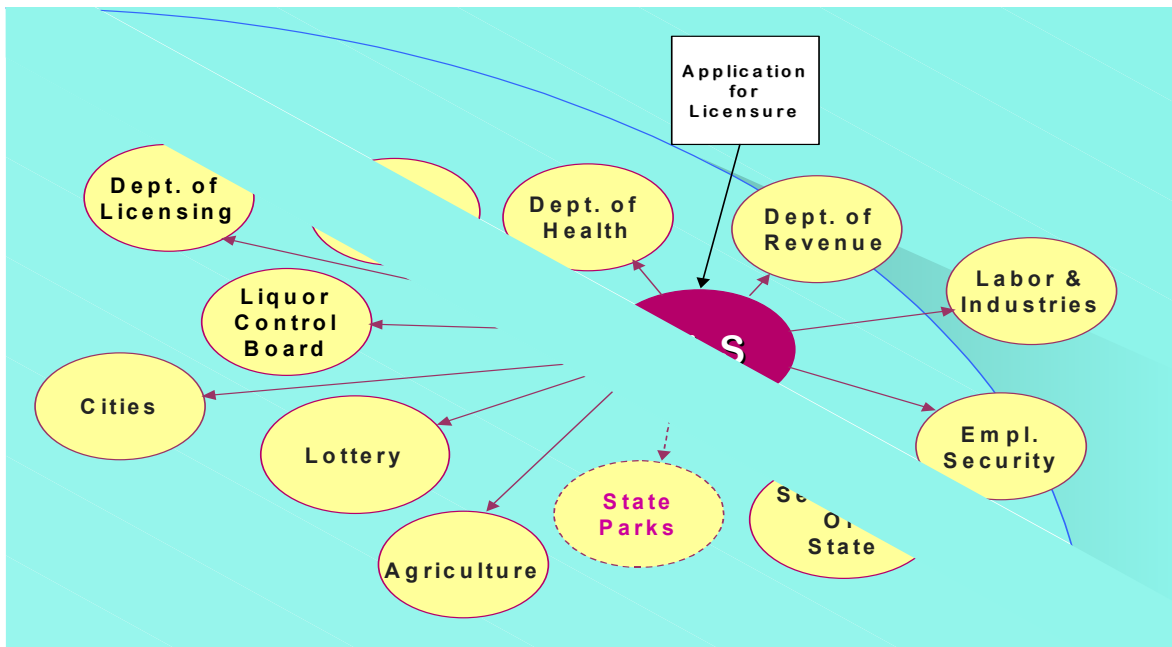 Application
for
Licensure
Dept. of
Licensing
Dept. of
Health
Dept. of
Revenue
Labor &
Industries
Liquor
Control
Board
S
Cities
Lottery
Empl.
Security
State
Parks
State
Agriculture